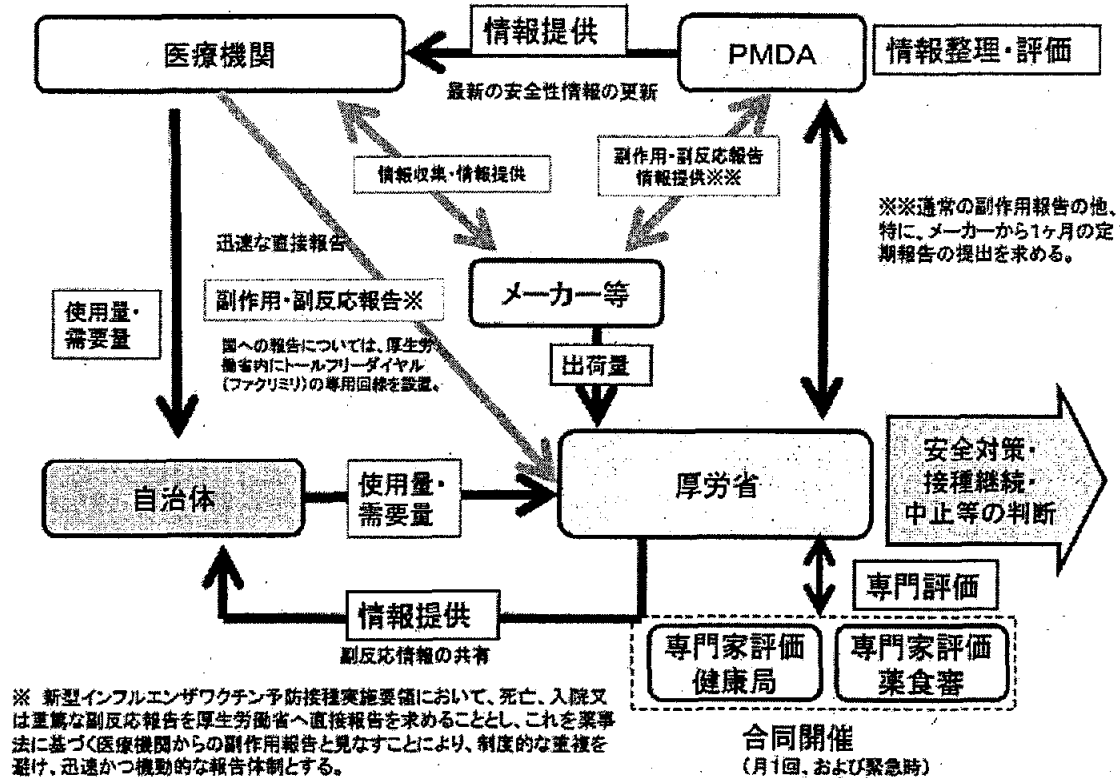 医療機関
情報提供
PMDA
情報整理・評価
最新の安全性情報の更新
情報収集・情報提供
副作用・副反応報告
情報提供※※
※※通常の副作用報告の他、
特に、メーカーから1ヶ月の定
期報告の提出を求める。
迅速な直接報告
副作用・副反応報告※
メーカー等
使用量・
需要量
国への報告については、厚生労
働省内にトールフリーダイヤル
(ファクリミリ)の専用回線を設置。
出荷量
自治体
使用量・
需要量
厚労省
安全対策・
接種継続・
中止等の判断
情報提供
副反応情報の共有
専門評価
専門家評価
健康局
専門家評価
薬食審
※ 新型インフルエンザワクチン予防接種実施要領において、死亡、入院又
は重篤な副反応報告を厚生労働省へ直接報告を求めることとし、これを薬事
法に基づく医療機関からの副作用報告と見なすことにより、制度的な重複を
避け、迅速かつ機動的な報告体制とする。
合同開催
(月1回、および緊急時)